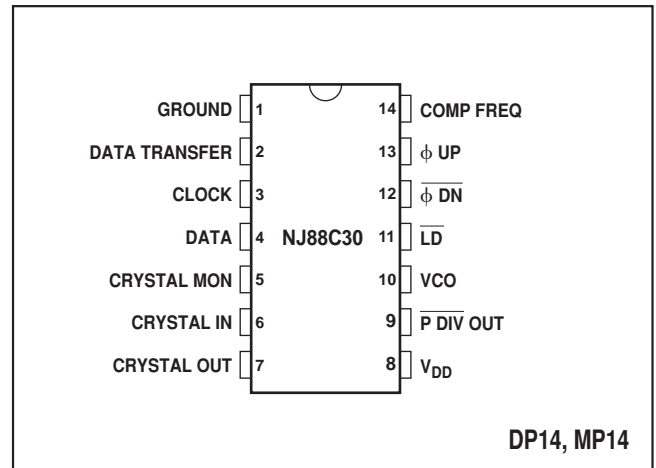 GROUND 1 14 COMP FREQ
DATA TRANSFER 2 13 ϕ UP
CLOCK 3 12 ϕ DN
DATA 4 NJ88C30 11 LD
CRYSTAL MON 5 10 VCO
CRYSTAL IN 6 9 P DIV OUT
CRYSTAL OUT 7 8 VDD
DP14, MP14